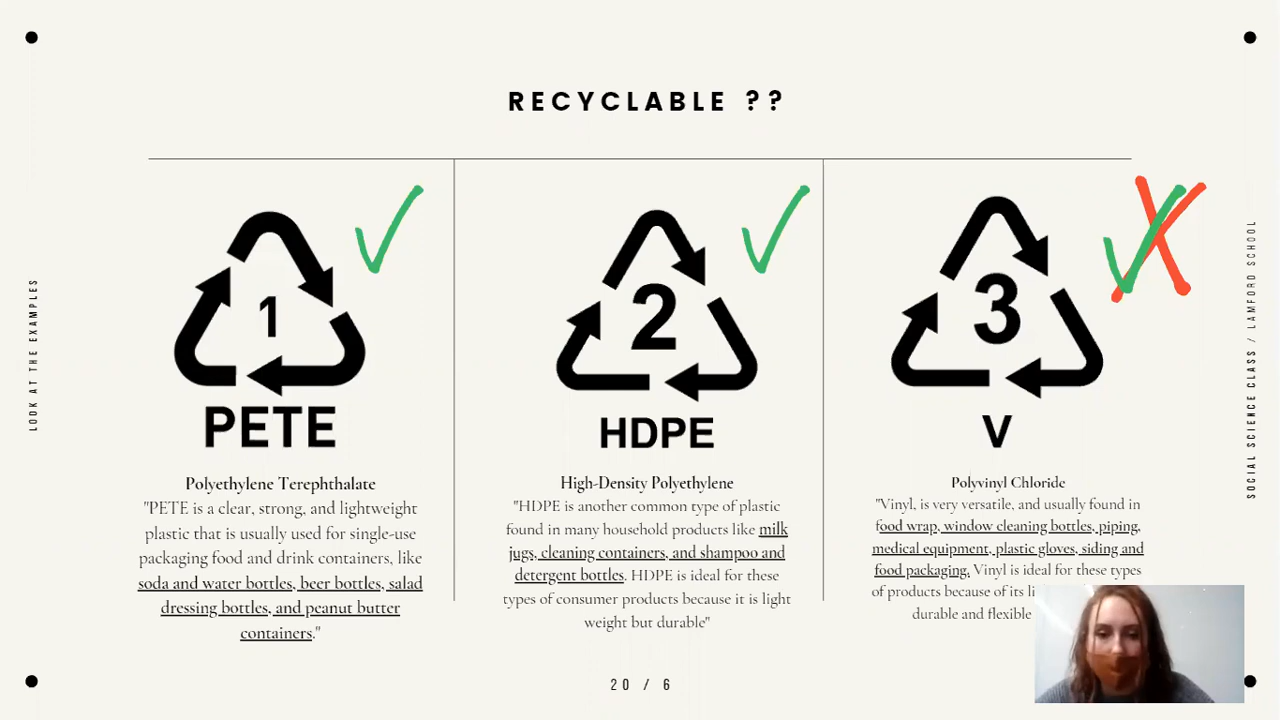 RECYCLABLE ??
LOOK AT THE EXAMPLES
1
PETE
Polyethylene Terephthalate
"PETE is a clear, strong, and lightweight
plastic that is usually used for single-use
packaging food and drink containers, like
soda and water bottles, beer bottles, salad
dressing bottles, and peanut butter
containers."
2
HDPE
High-Density Polyethylene
"HDPE is another common type of plastic
found in many household products like milk
jugs, cleaning containers, and shampoo and
detergent bottles. HDPE is ideal for these
types of consumer products because it is light
weight but durable"
3
V
Polyvinyl Chloride
"Vinyl, is very versatile, and usually found in
food wrap, window cleaning bottles, piping,
medical equipment, plastic gloves, siding and
food packaging. Vinyl is ideal for these types
of products because of its
durable and flexible
SOCIAL SCIENCE CLASS / LAMFORD SCHOOL
20 / 6